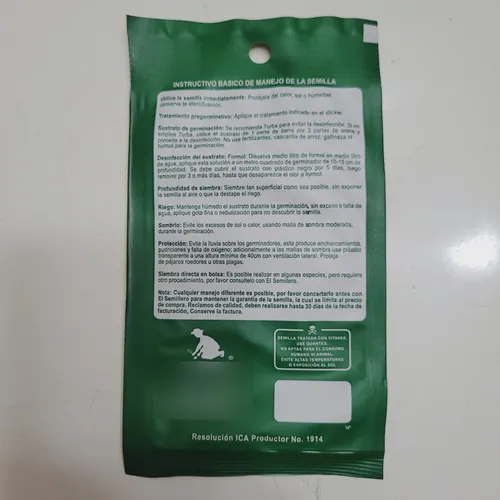 INSTRUCTIVO BASICO DE MANEJO DE LA SEMILLA
Utilice la semilla inmediatamente: Protéjala del calor, sol o humedad
conserve la identificación.
Tratamiento pregerminativo: Aplique el tratamiento indicado en el sticker.
Sustrato de germinación: Se recomienda Turba para evitar la desinfección. Si no
emplea Turba, utilice el sustrato de 1 parte de tierra por 3 partes de arena, y
proceda a la desinfección. No use fertilizantes, cascarilla de arroz, gallinaza ni
humus para la germinación.
Desinfección del sustrato: Formol: Disuelva medio litro de formol en medio litro
de agua, aplique esta solución a un metro cuadrado de germinador de 10-15 cm de
profundidad. Se debe cubrir el sustrato con plástico negro por 5 días, luego
remover por 3 o más días, hasta que desaparezca el olor a formol.
Profundidad de siembra: Siembre tan superficial como sea posible, sin exponer
la semilla al aire o que la destape el riego.
Riego: Mantenga húmedo el sustrato durante la germinación, sin exceso o falta de
agua, aplique gota fina o nebulización para no descubrir la semilla.
Sombrío: Evite los excesos de sol o calor, usando malla de sombra moderada,
durante la germinación.
Protección: Evite la lluvia sobre los germinadores, esta produce encharcamientos,
pudriciones y falta de oxígeno; adicionalmente a las mallas de sombra use plástico
transparente a una altura mínima de 40cm con ventilación lateral. Proteja
de pájaros roedores u otras plagas.
Siembra directa en bolsa: Es posible realizar en algunas especies, pero requiere
otro procedimiento, por favor consúltelo con El Semillero.
Nota: Cualquier manejo diferente es posible, por favor concertarlo antes con
El Semillero para mantener la garantía de la semilla, la cual se limita al precio
de compra. Reclamos de calidad, deben realizarse hasta 30 días de la fecha de
facturación, Conserve la factura.
®
SEMILLA TRATADA CON VITAVAX,
USE GUANTES.
NO APTAS PARA EL CONSUMO
HUMANO NI ANIMAL.
EVITE ALTAS TEMPERATURAS
O EXPOSICIÓN AL SOL
Resolución ICA Productor No. 1914